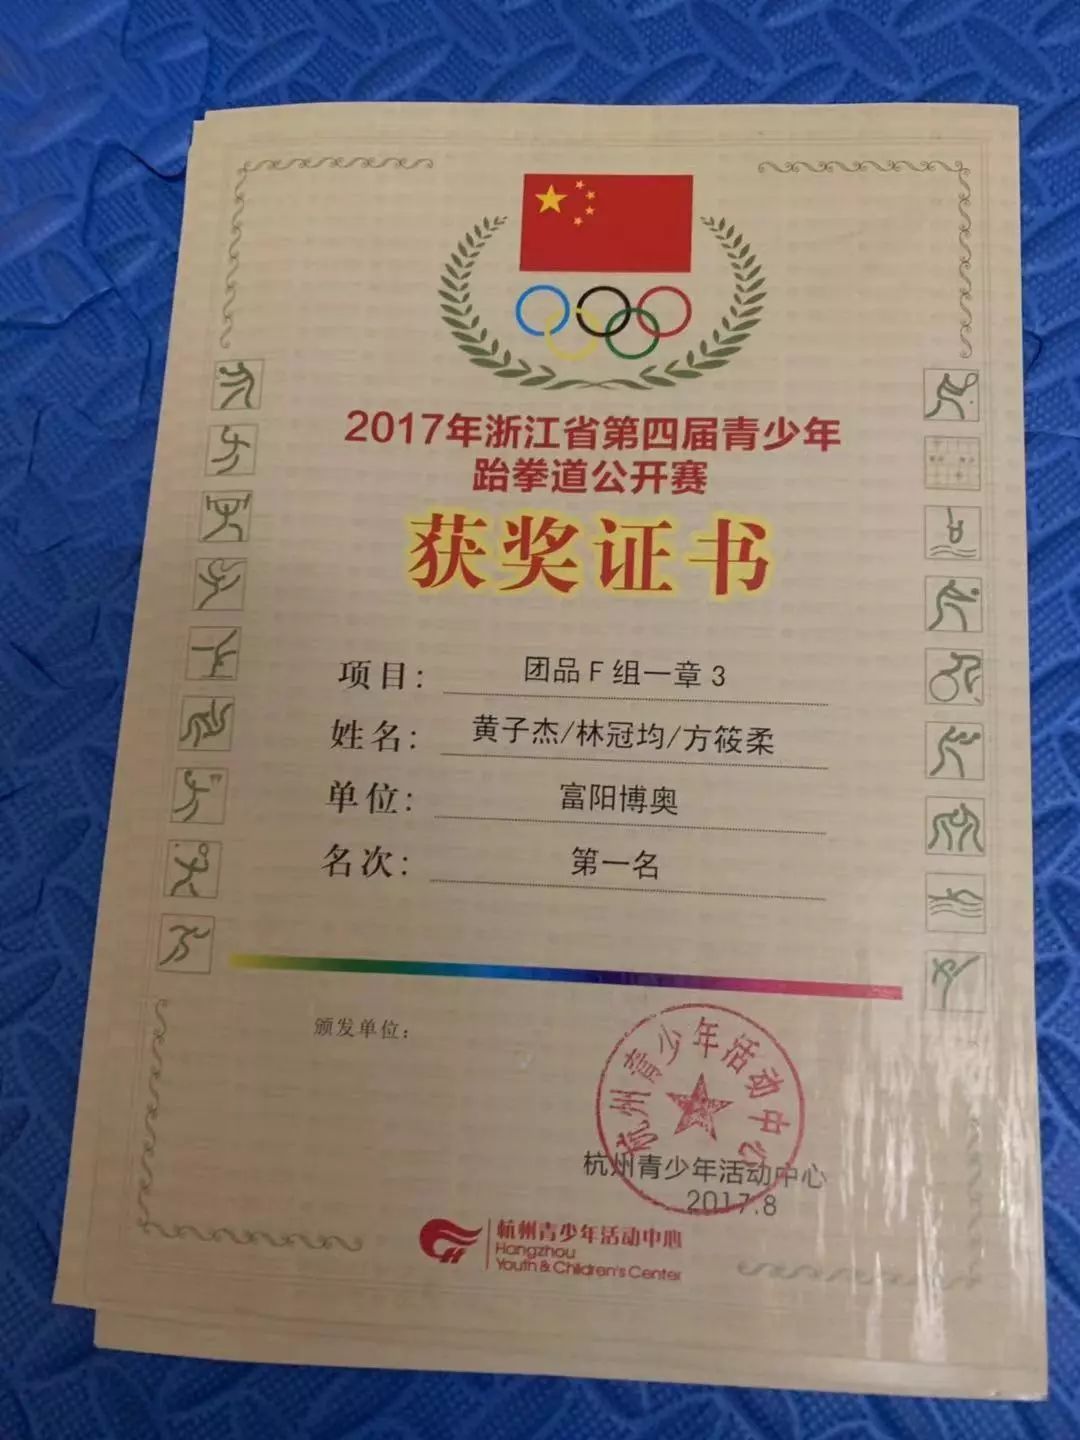 2017年浙江省第四届青少年
跆拳道公开赛
获奖证书
项目： 团品 F 组一章 3
姓名： 黄子杰/林冠均/方筱柔
单位： 富阳博奥
名次： 第一名
颁发单位：
杭州青少年活动中心
杭州青少年活动中心
2017.8
杭州青少年活动中心
Hangzhou
Youth & Children's Center